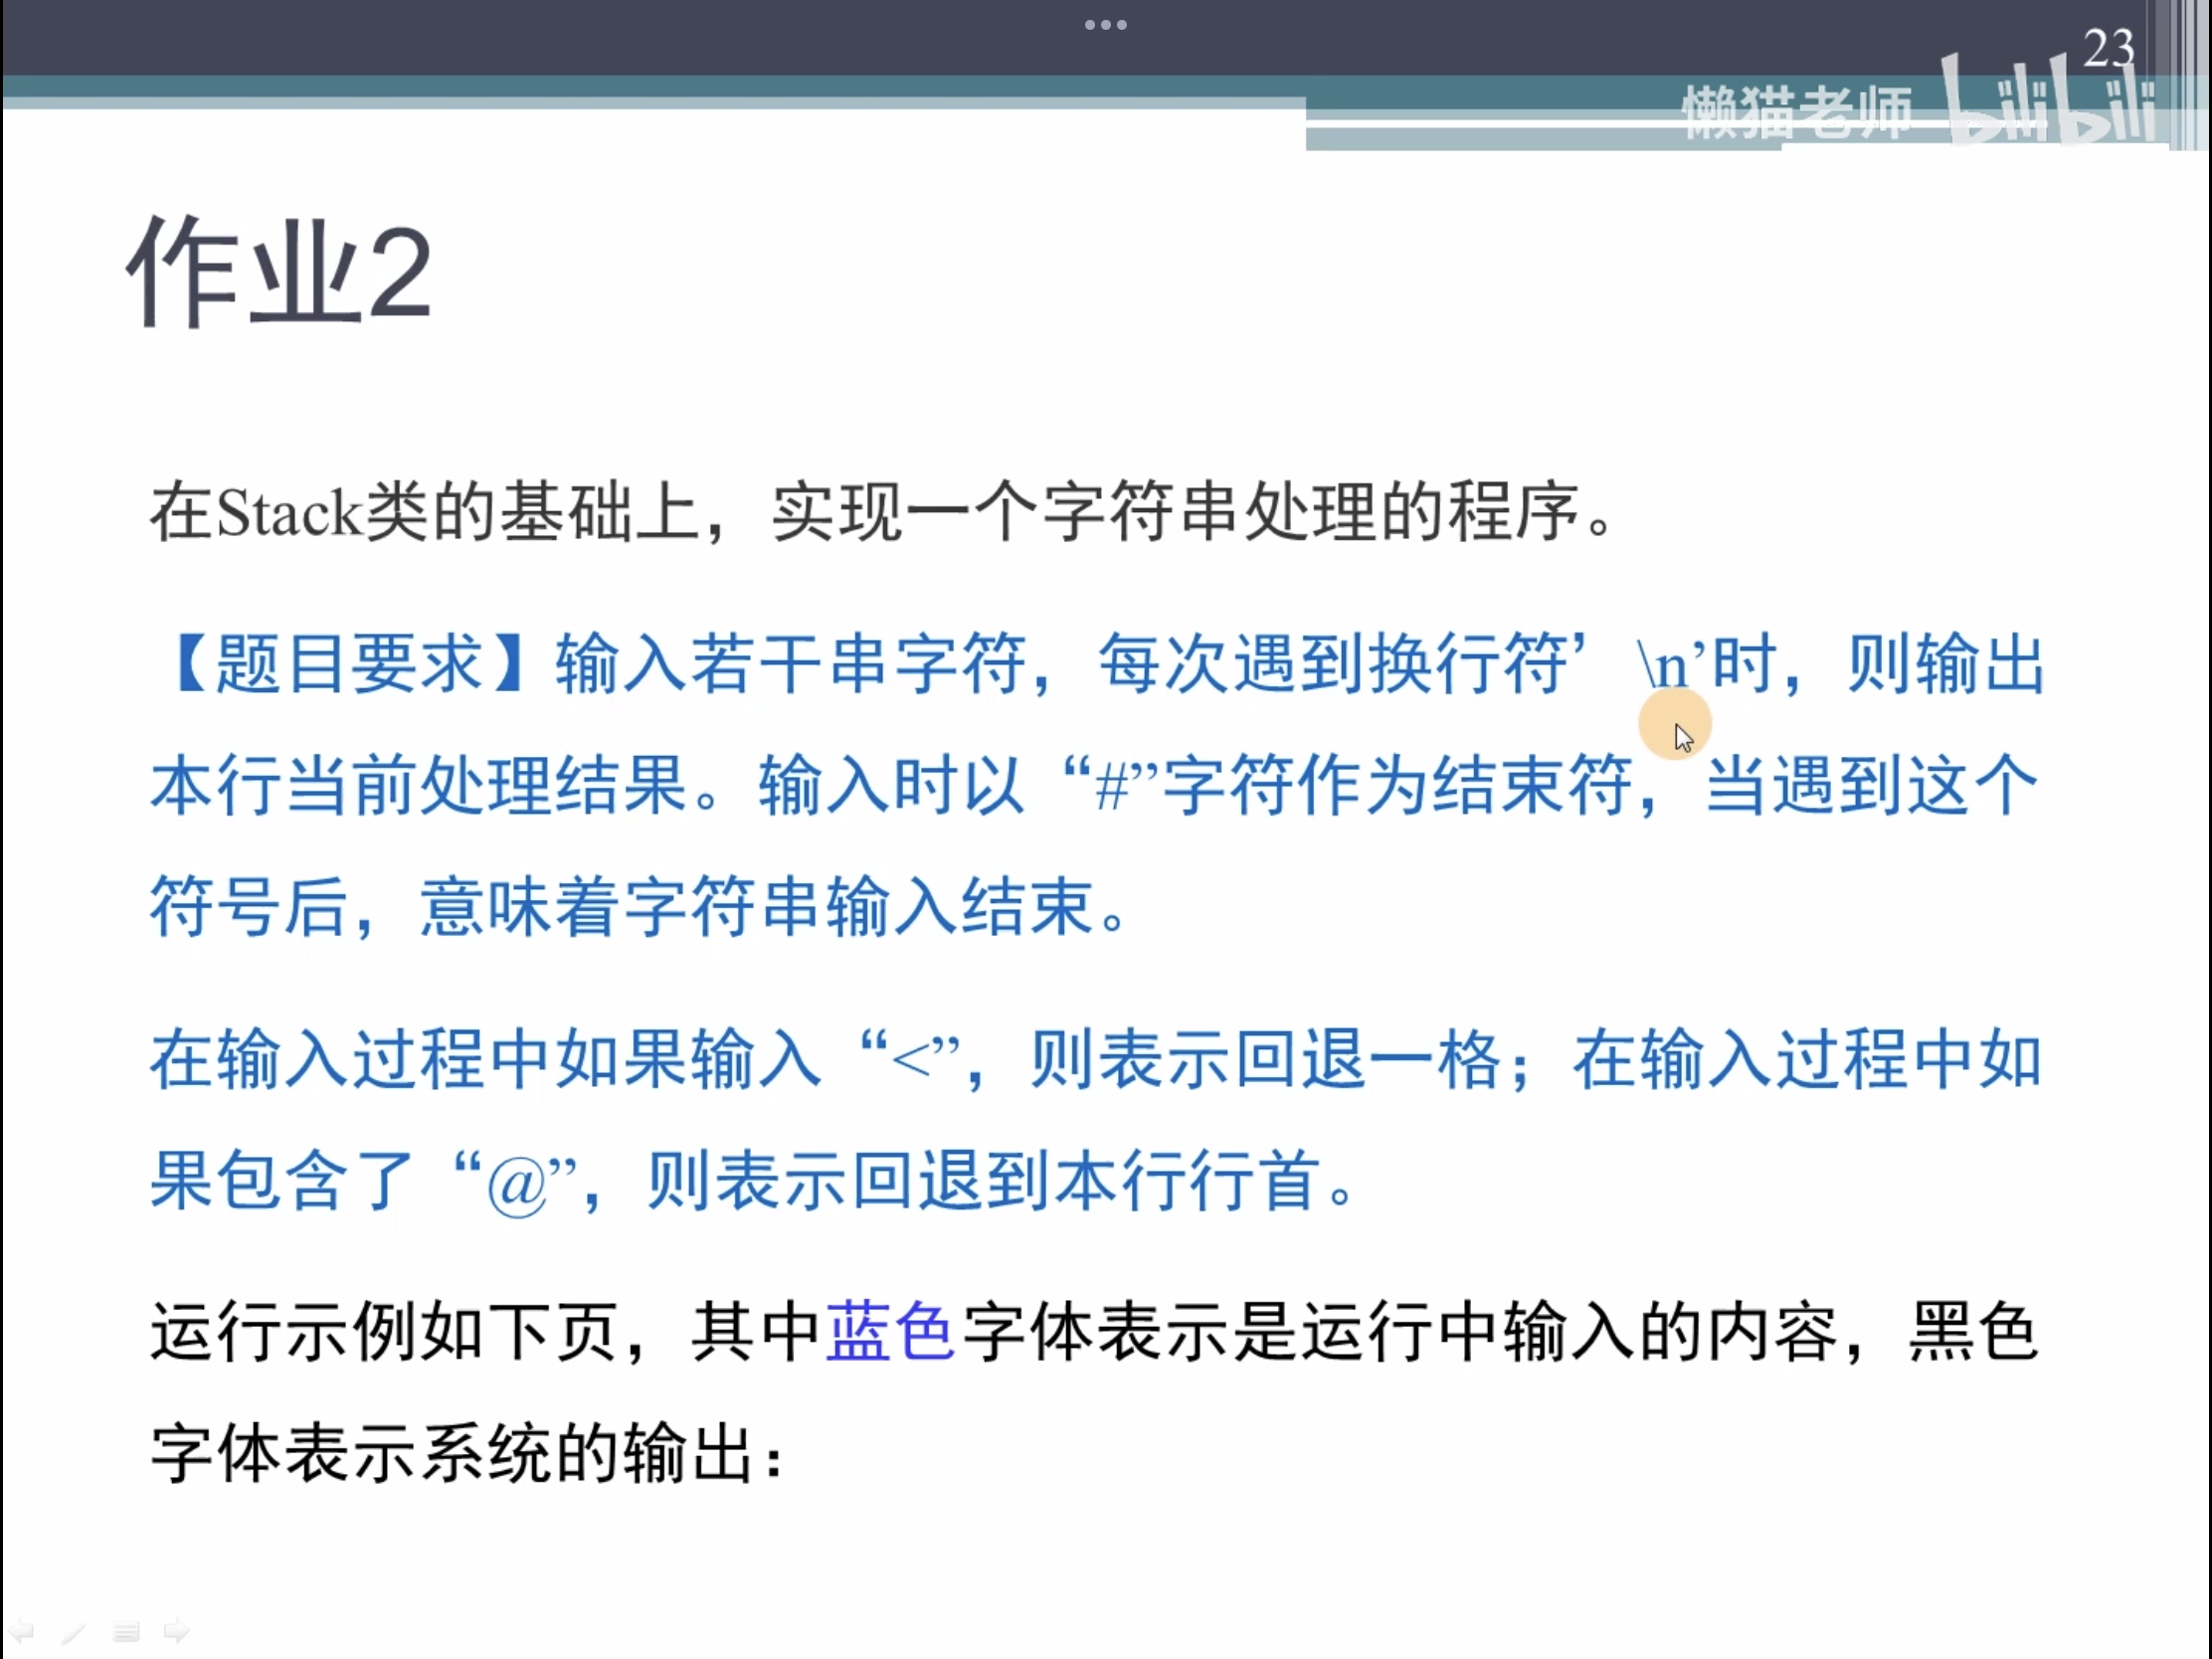 23
懒猫老师 bilibili
作业2
在Stack类的基础上，实现一个字符串处理的程序。
【题目要求】输入若干串字符，每次遇到换行符’\n’时，则输出
本行当前处理结果。输入时以“#”字符作为结束符，当遇到这个
符号后，意味着字符串输入结束。
在输入过程中如果输入“<”，则表示回退一格；在输入过程中如
果包含了“@”，则表示回退到本行行首。
运行示例如下页，其中蓝色字体表示是运行中输入的内容，黑色
字体表示系统的输出：